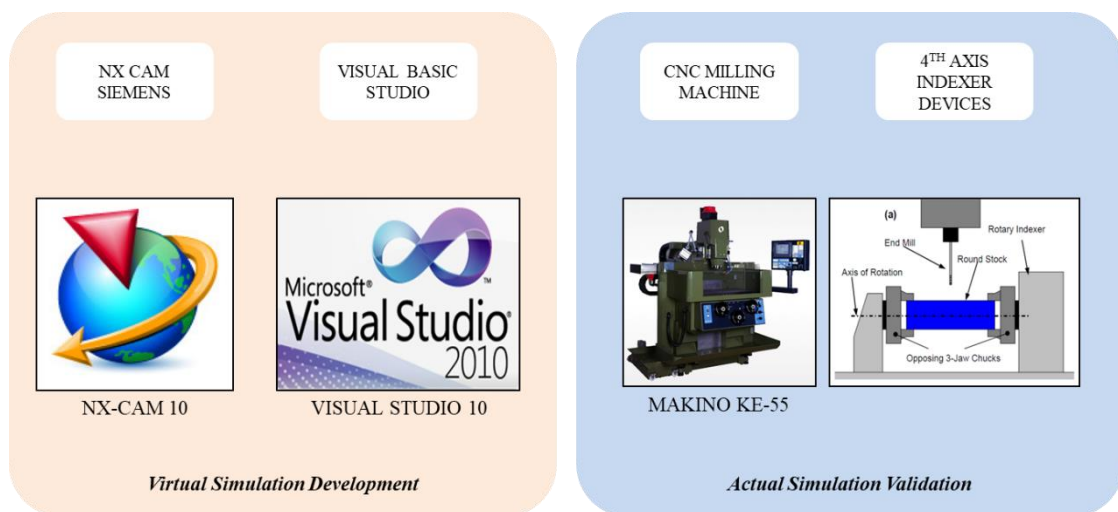 NX CAM
SIEMENS
VISUAL BASIC
STUDIO
Microsoft®
Visual Studio®
2010
™
NX-CAM 10
VISUAL STUDIO 10
Virtual Simulation Development
CNC MILLING
MACHINE
4TH AXIS
INDEXER
DEVICES
(a)
End Mill
Rotary Indexer
Axis of Rotation
Round Stock
Opposing 3-Jaw Chucks
MAKINO KE-55
Actual Simulation Validation